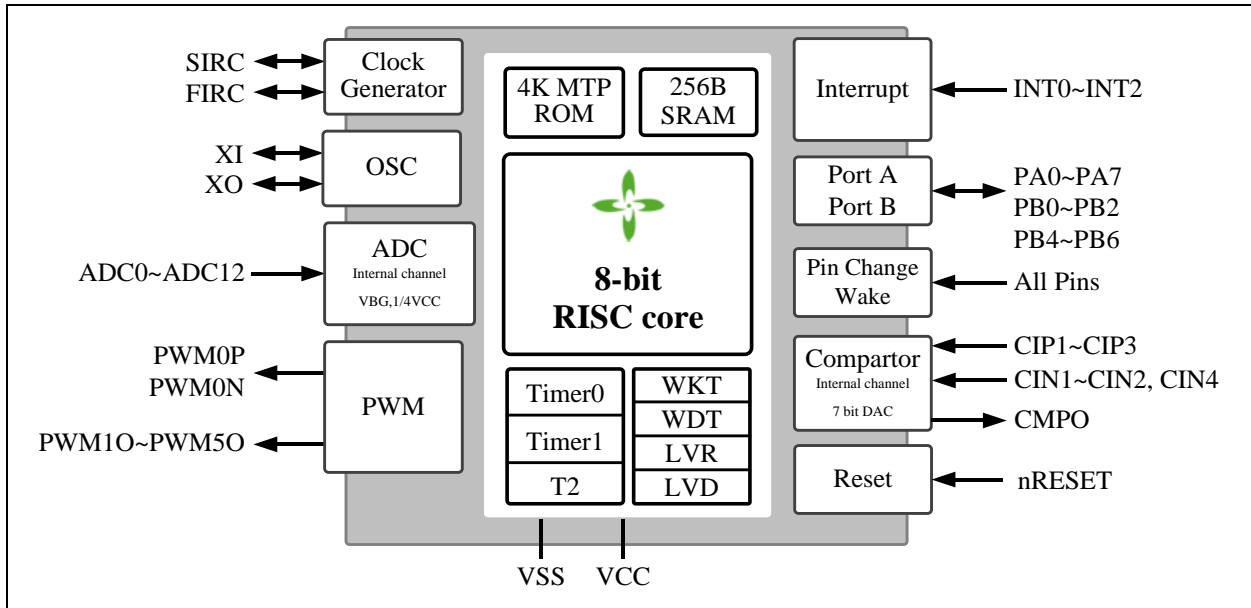 SIRC
FIRC
Clock
Generator
XI
XO
OSC
ADC0~ADC12
ADC
Internal channel
VBG,1/4VCC
PWM0P
PWM0N
PWM1O~PWM5O
PWM
4K MTP
ROM
256B
SRAM
8-bit
RISC core
Timer0
Timer1
T2
WKT
WDT
LVR
LVD
VSS
VCC
Interrupt
INT0~INT2
Port A
Port B
PA0~PA7
PB0~PB2
PB4~PB6
Pin Change
Wake
All Pins
Compartor
Internal channel
7 bit DAC
CIP1~CIP3
CIN1~CIN2, CIN4
CMPO
Reset
nRESET